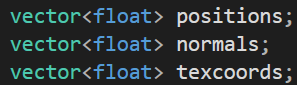 vector<float> positions;
vector<float> normals;
vector<float> texcoords;